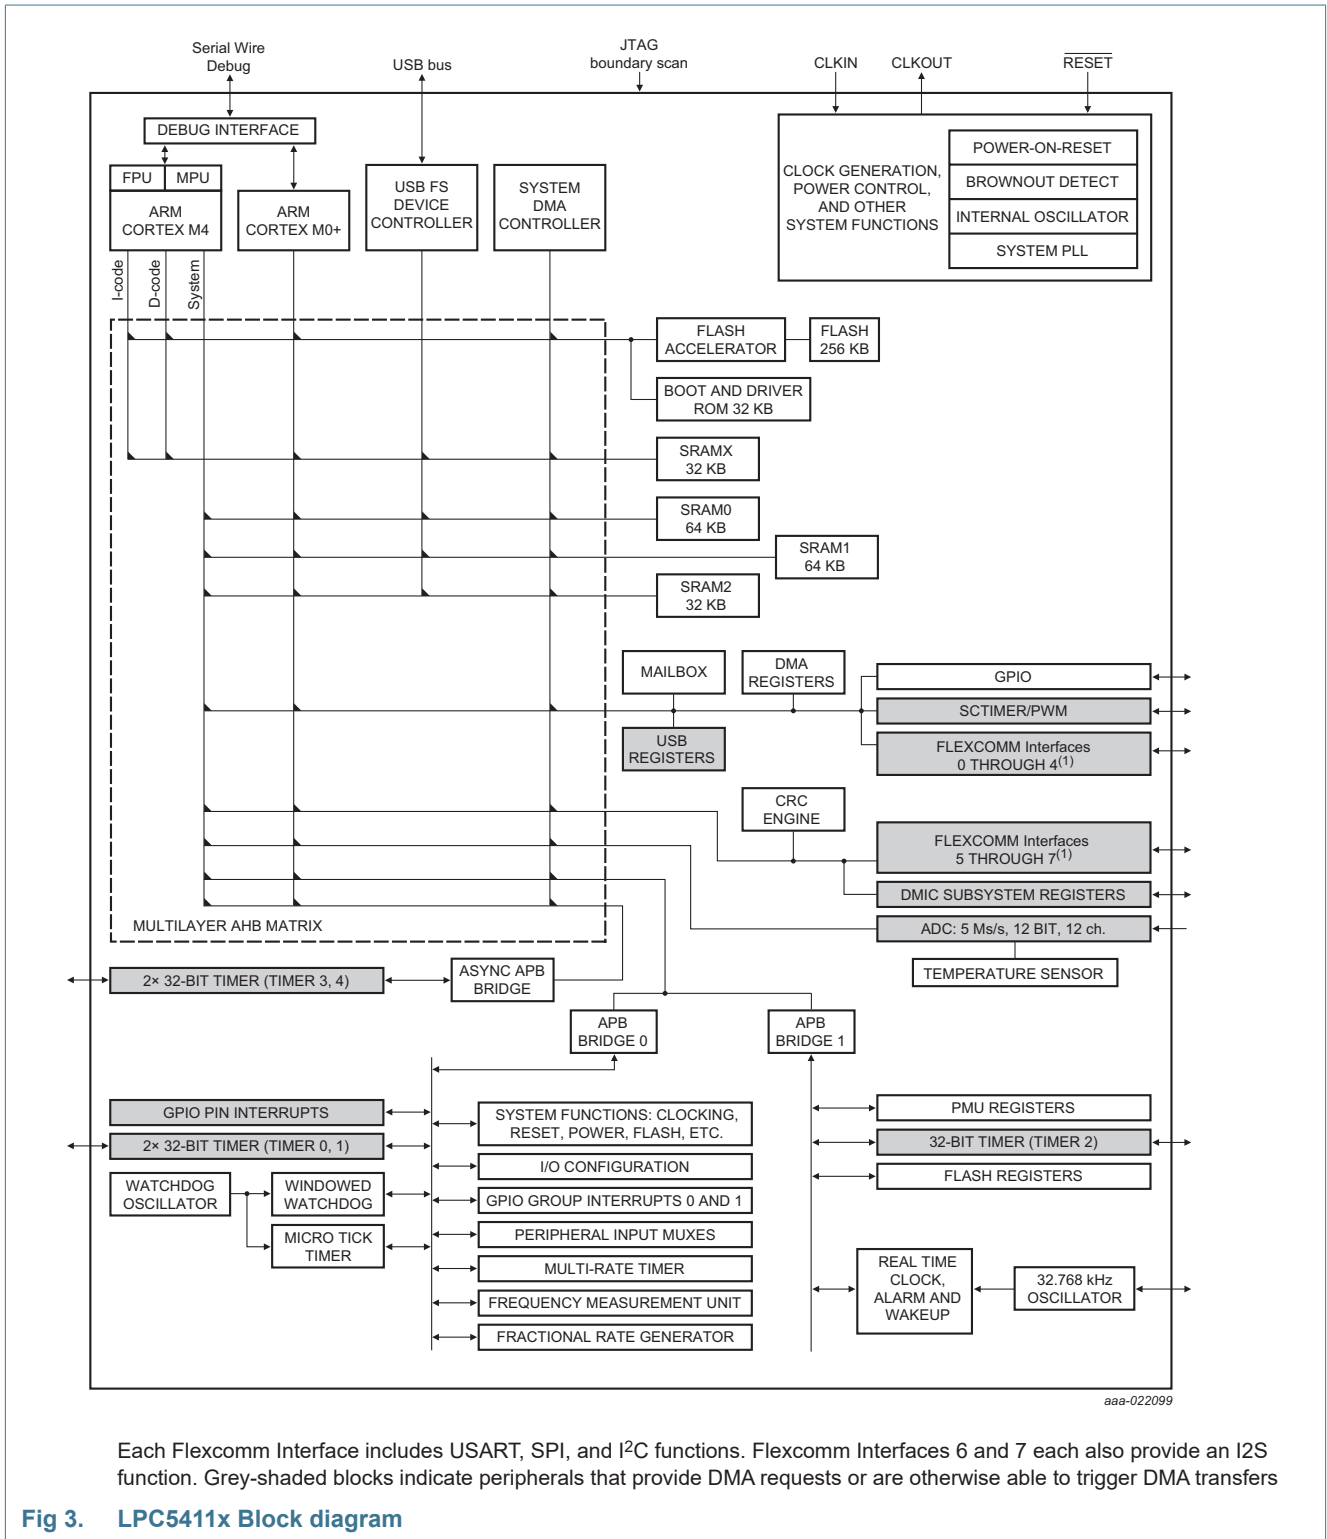 Serial Wire
Debug
USB bus
JTAG
boundary scan
CLKIN
CLKOUT
RESET
DEBUG INTERFACE
FPU
MPU
ARM
CORTEX M4
ARM
CORTEX M0+
USB FS
DEVICE
CONTROLLER
SYSTEM
DMA
CONTROLLER
CLOCK GENERATION,
POWER CONTROL,
AND OTHER
SYSTEM FUNCTIONS
POWER-ON-RESET
BROWNOUT DETECT
INTERNAL OSCILLATOR
SYSTEM PLL
I-code
D-code
System
FLASH
ACCELERATOR
FLASH
256 KB
BOOT AND DRIVER
ROM 32 KB
SRAMX
32 KB
SRAM0
64 KB
SRAM1
64 KB
SRAM2
32 KB
MAILBOX
DMA
REGISTERS
USB
REGISTERS
GPIO
SCTIMER/PWM
FLEXCOMM Interfaces
0 THROUGH 4(1)
CRC
ENGINE
FLEXCOMM Interfaces
5 THROUGH 7(1)
DMIC SUBSYSTEM REGISTERS
ADC: 5 Ms/s, 12 BIT, 12 ch.
TEMPERATURE SENSOR
MULTILAYER AHB MATRIX
2× 32-BIT TIMER (TIMER 3, 4)
ASYNC APB
BRIDGE
APB
BRIDGE 0
APB
BRIDGE 1
GPIO PIN INTERRUPTS
2× 32-BIT TIMER (TIMER 0, 1)
WATCHDOG
OSCILLATOR
WINDOWED
WATCHDOG
MICRO TICK
TIMER
SYSTEM FUNCTIONS: CLOCKING,
RESET, POWER, FLASH, ETC.
I/O CONFIGURATION
GPIO GROUP INTERRUPTS 0 AND 1
PERIPHERAL INPUT MUXES
MULTI-RATE TIMER
FREQUENCY MEASUREMENT UNIT
FRACTIONAL RATE GENERATOR
PMU REGISTERS
32-BIT TIMER (TIMER 2)
FLASH REGISTERS
REAL TIME
CLOCK,
ALARM AND
WAKEUP
32.768 kHz
OSCILLATOR
aaa-022099
Each Flexcomm Interface includes USART, SPI, and I2C functions. Flexcomm Interfaces 6 and 7 each also provide an I2S
function. Grey-shaded blocks indicate peripherals that provide DMA requests or are otherwise able to trigger DMA transfers
Fig 3. LPC5411x Block diagram